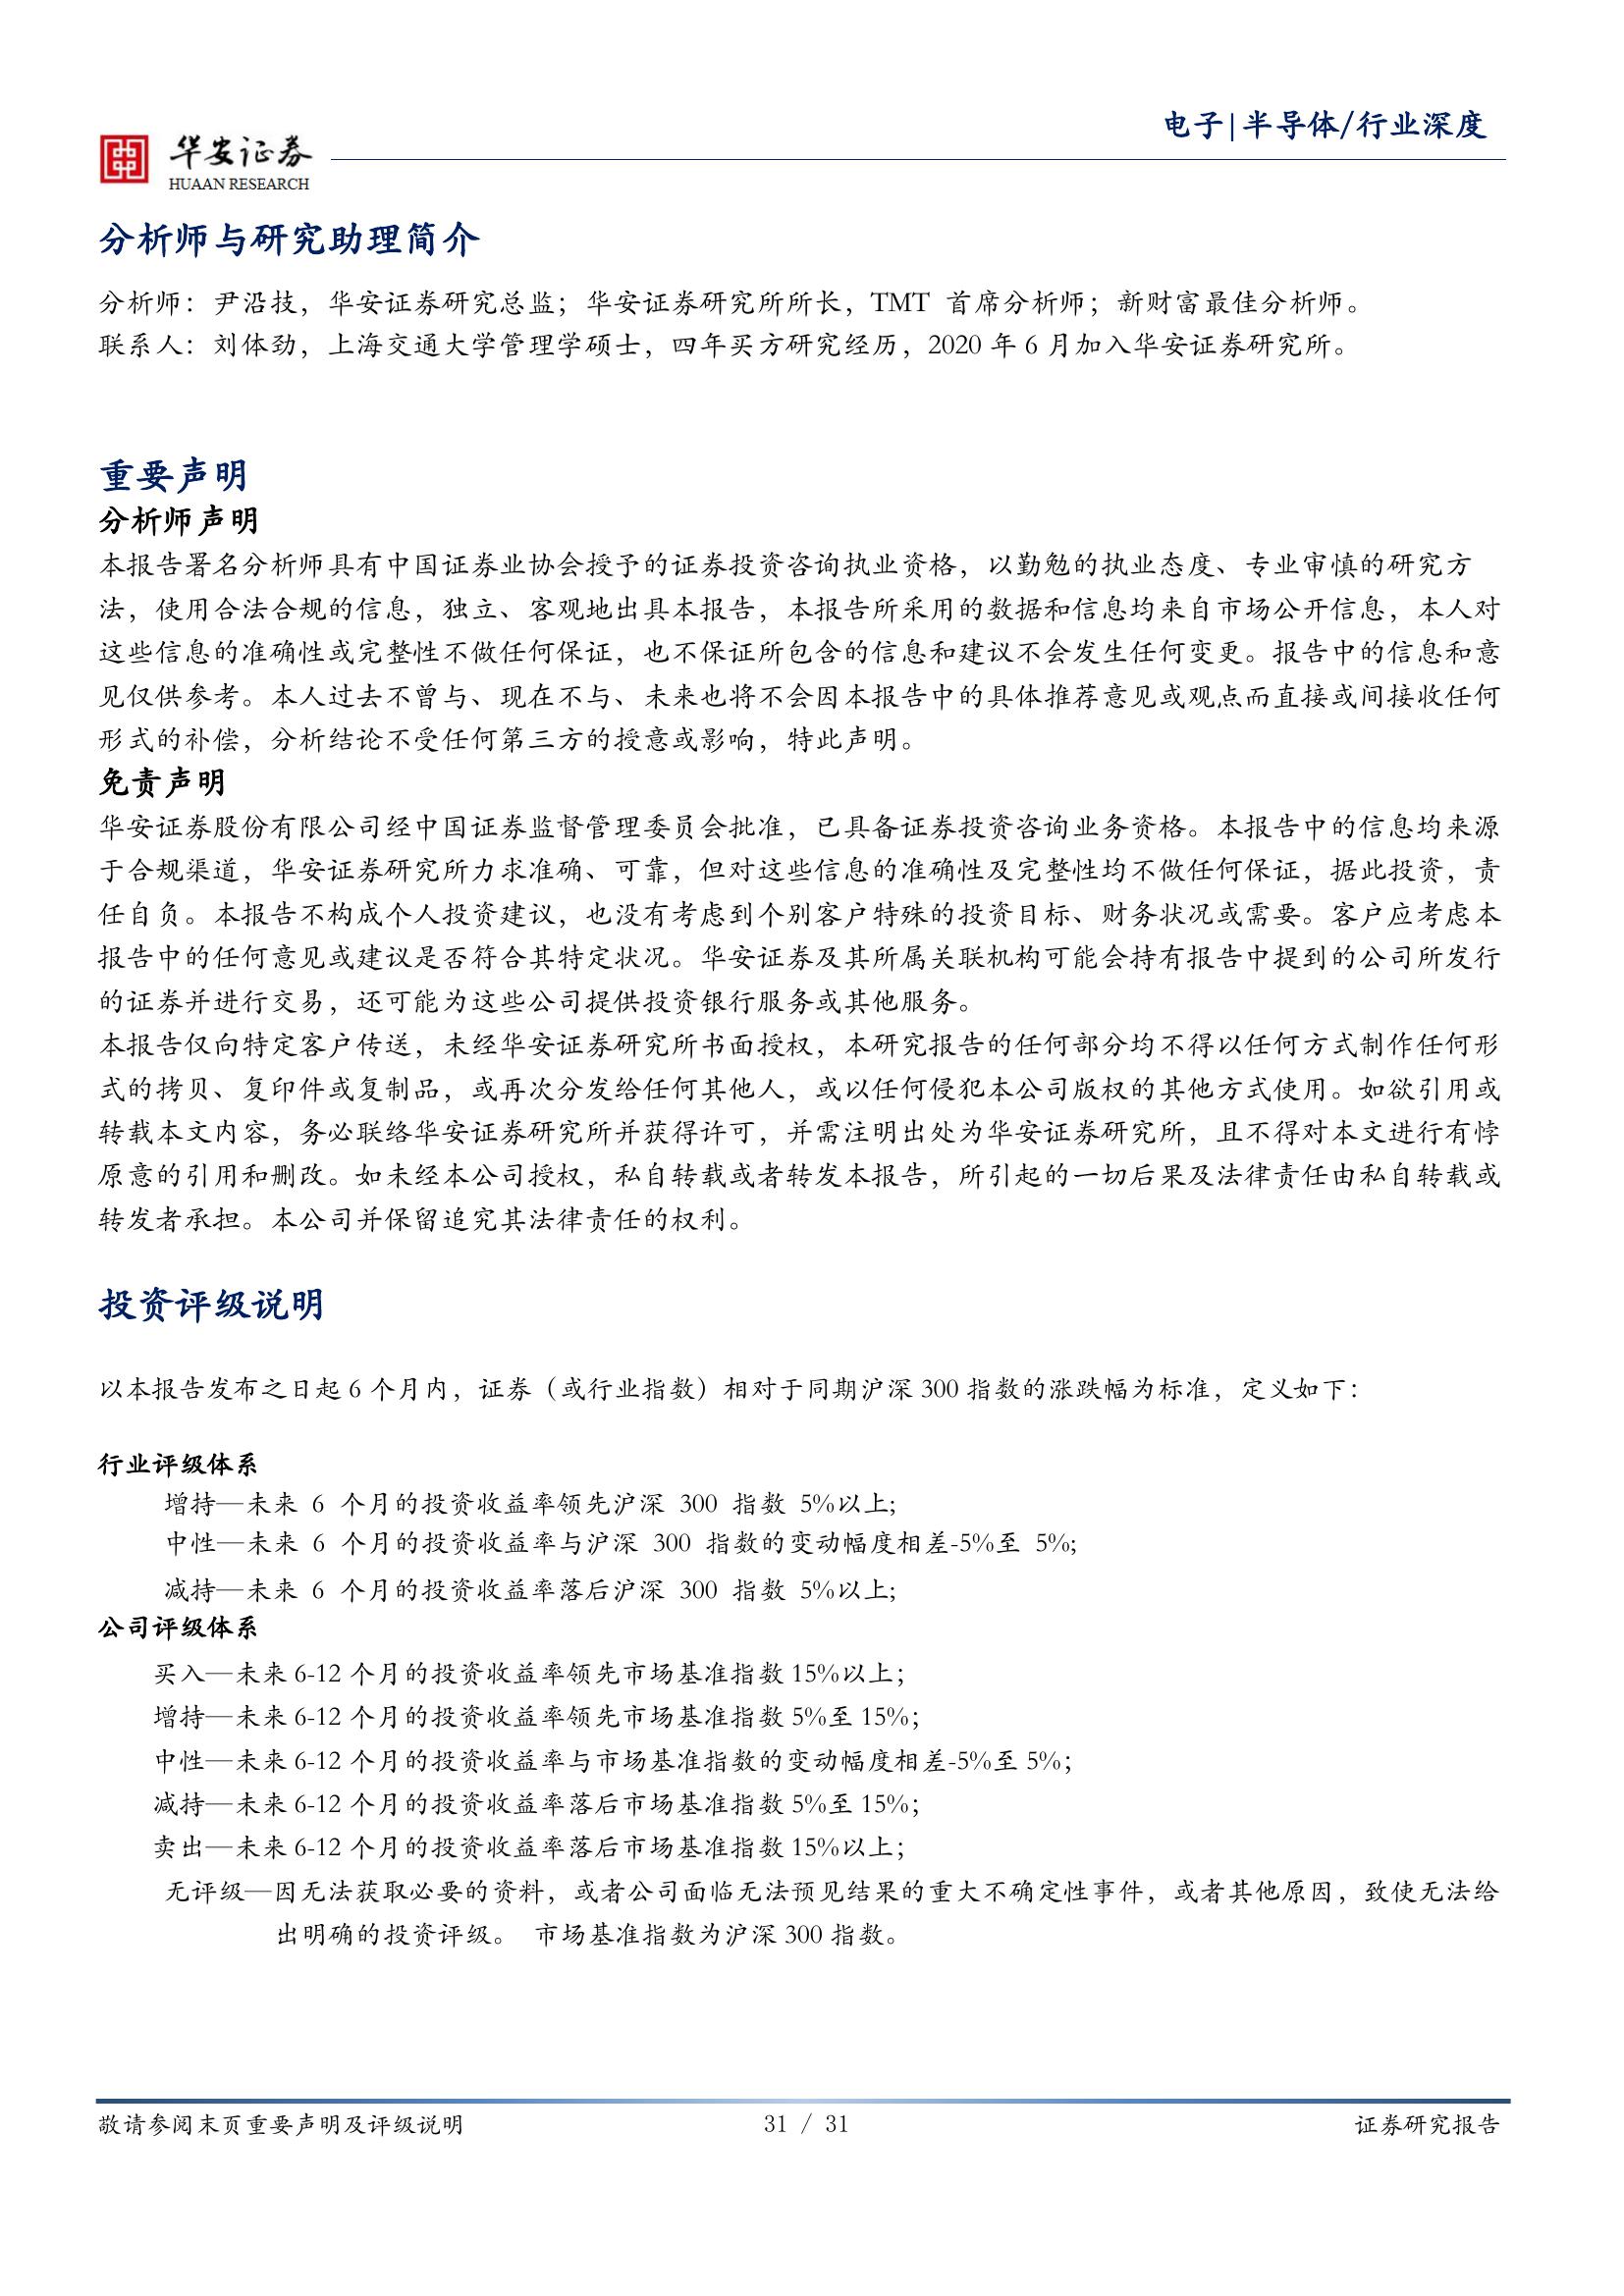 电子|半导体/行业深度
华安证券
HUAAN RESEARCH
分析师与研究助理简介
分析师：尹沿技，华安证券研究总监；华安证券研究所所长，TMT 首席分析师；新财富最佳分析师。
联系人：刘体劲，上海交通大学管理学硕士，四年买方研究经历，2020 年 6 月加入华安证券研究所。
重要声明
分析师声明
本报告署名分析师具有中国证券业协会授予的证券投资咨询执业资格，以勤勉的执业态度、专业审慎的研究方
法，使用合法合规的信息，独立、客观地出具本报告，本报告所采用的数据和信息均来自市场公开信息，本人对
这些信息的准确性或完整性不做任何保证，也不保证所包含的信息和建议不会发生任何变更。报告中的信息和意
见仅供参考。本人过去不曾与、现在不与、未来也将不会因本报告中的具体推荐意见或观点而直接或间接收任何
形式的补偿，分析结论不受任何第三方的授意或影响，特此声明。
免责声明
华安证券股份有限公司经中国证券监督管理委员会批准，已具备证券投资咨询业务资格。本报告中的信息均来源
于合规渠道，华安证券研究所力求准确、可靠，但对这些信息的准确性及完整性均不做任何保证，据此投资，责
任自负。本报告不构成个人投资建议，也没有考虑到个别客户特殊的投资目标、财务状况或需要。客户应考虑本
报告中的任何意见或建议是否符合其特定状况。华安证券及其所属关联机构可能会持有报告中提到的公司所发行
的证券并进行交易，还可能为这些公司提供投资银行服务或其他服务。
本报告仅向特定客户传送，未经华安证券研究所书面授权，本研究报告的任何部分均不得以任何方式制作任何形
式的拷贝、复印件或复制品，或再次分发给任何其他人，或以任何侵犯本公司版权的其他方式使用。如欲引用或
转载本文内容，务必联络华安证券研究所并获得许可，并需注明出处为华安证券研究所，且不得对本文进行有悖
原意的引用和删改。如未经本公司授权，私自转载或者转发本报告，所引起的一切后果及法律责任由私自转载或
转发者承担。本公司并保留追究其法律责任的权利。
投资评级说明
以本报告发布之日起 6 个月内，证券（或行业指数）相对于同期沪深 300 指数的涨跌幅为标准，定义如下：
行业评级体系
增持—未来 6 个月的投资收益率领先沪深 300 指数 5%以上;
中性—未来 6 个月的投资收益率与沪深 300 指数的变动幅度相差-5%至 5%;
减持—未来 6 个月的投资收益率落后沪深 300 指数 5%以上;
公司评级体系
买入—未来 6-12 个月的投资收益率领先市场基准指数 15%以上；
增持—未来 6-12 个月的投资收益率领先市场基准指数 5%至 15%；
中性—未来 6-12 个月的投资收益率与市场基准指数的变动幅度相差-5%至 5%；
减持—未来 6-12 个月的投资收益率落后市场基准指数 5%至 15%；
卖出—未来 6-12 个月的投资收益率落后市场基准指数 15%以上；
无评级—因无法获取必要的资料，或者公司面临无法预见结果的重大不确定性事件，或者其他原因，致使无法给
出明确的投资评级。 市场基准指数为沪深 300 指数。
敬请参阅末页重要声明及评级说明
31 / 31
证券研究报告